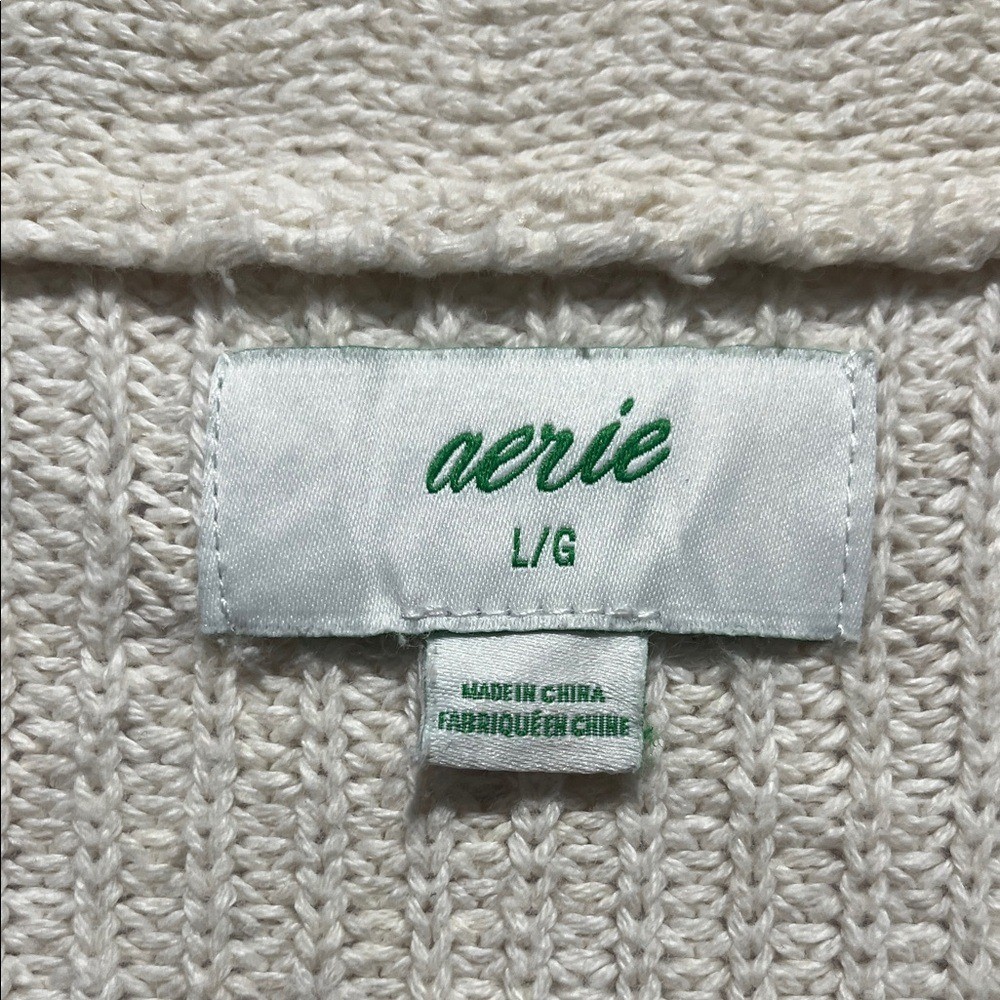 aerie
L/G
MADE IN CHINA
FABRIQUÉ EN CHINE